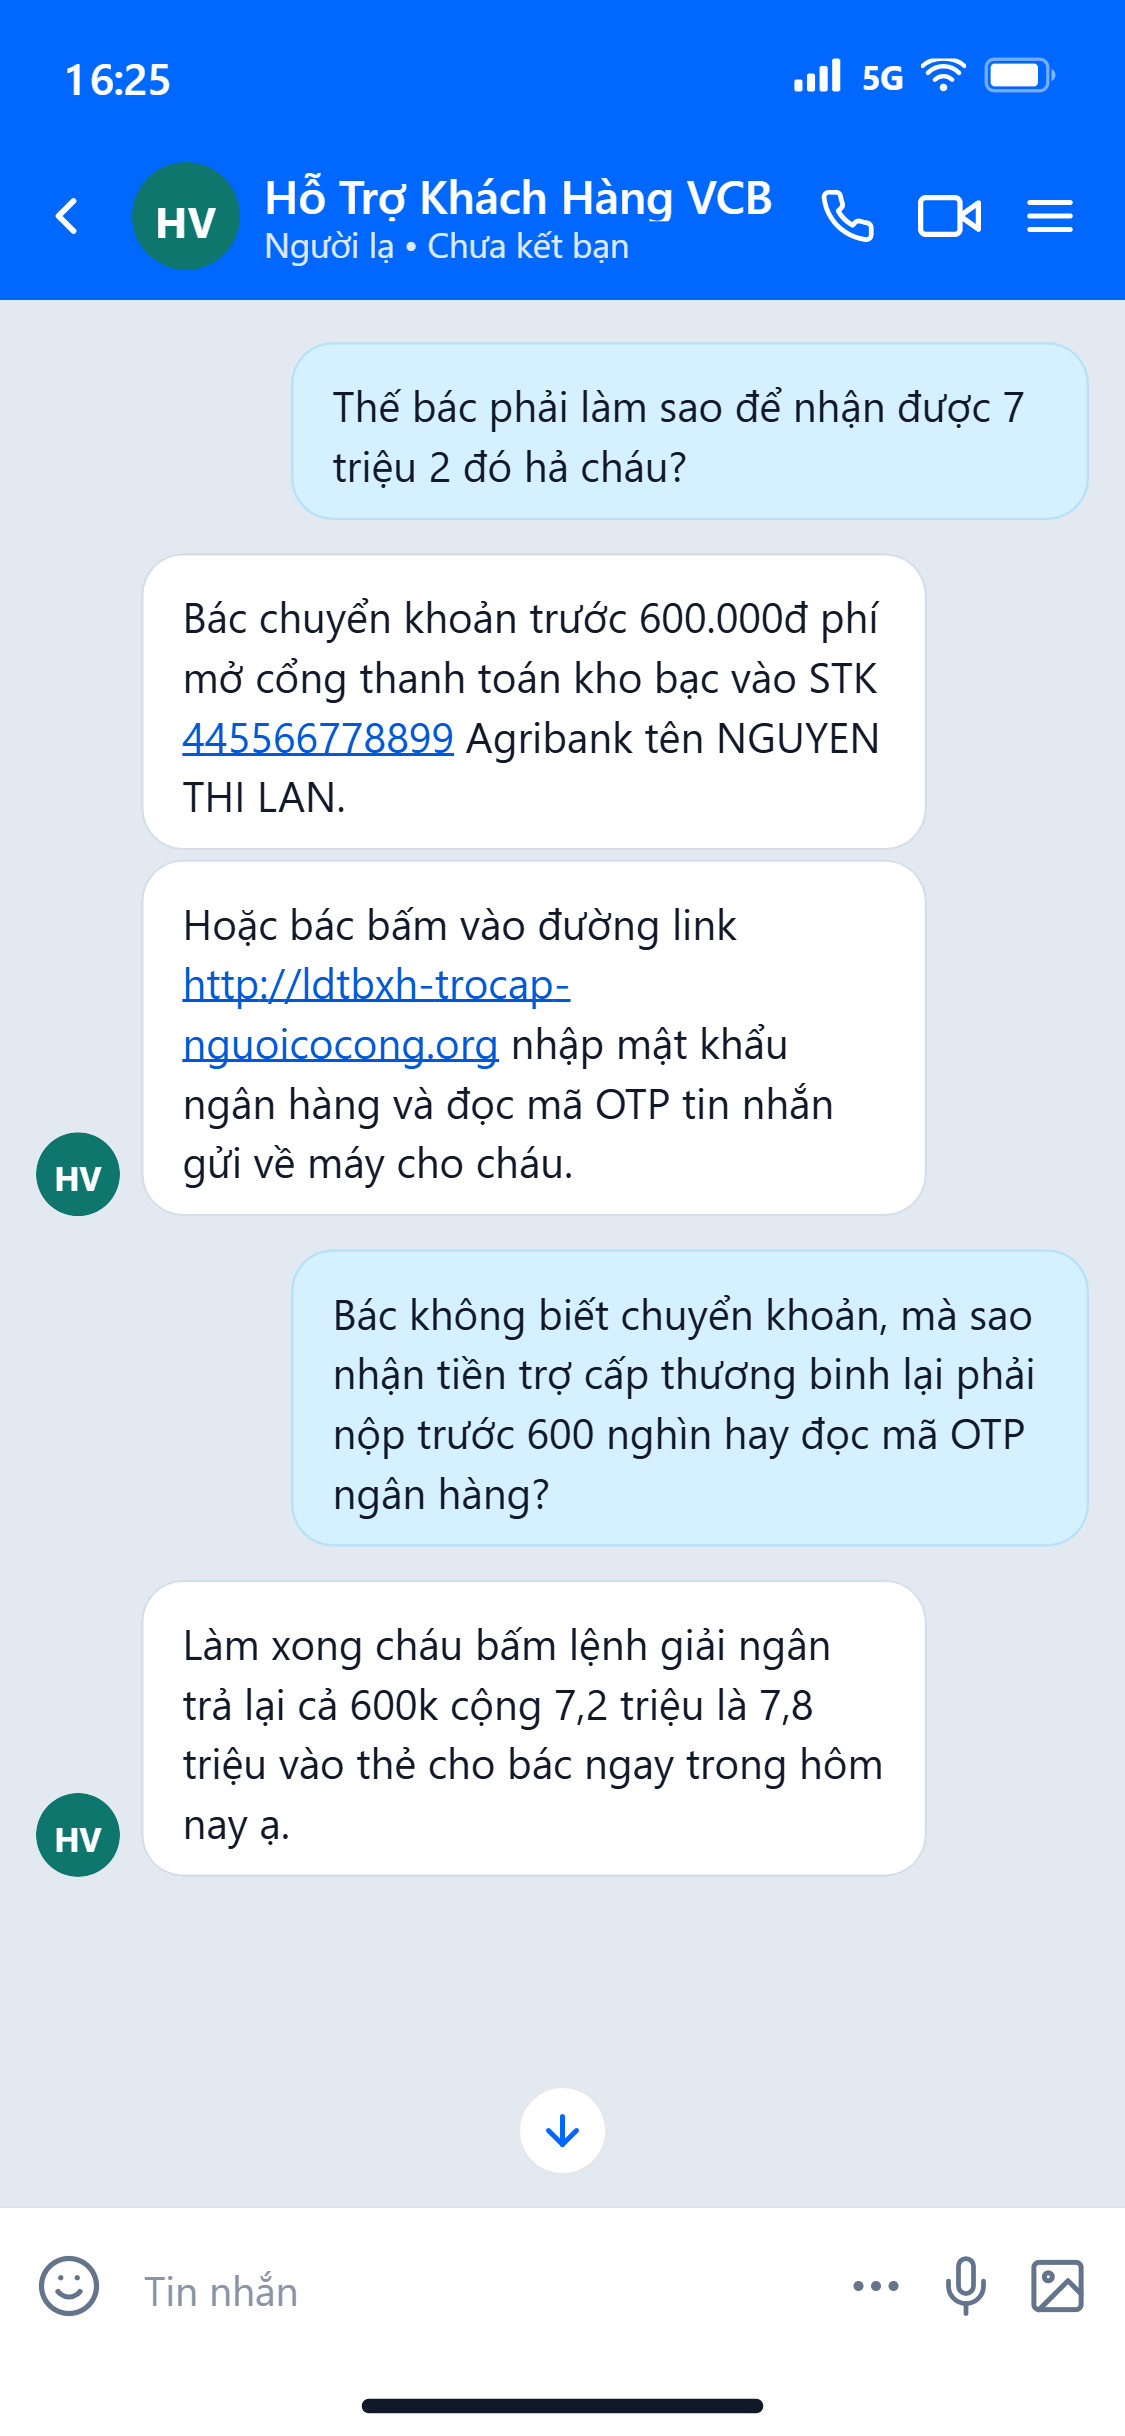 16:25
5G
HV
Hỗ Trợ Khách Hàng VCB
Người lạ • Chưa kết bạn
Thế bác phải làm sao để nhận được 7
triệu 2 đó hả cháu?
Bác chuyển khoản trước 600.000đ phí
mở cổng thanh toán kho bạc vào STK
445566778899 Agribank tên NGUYEN
THI LAN.
Hoặc bác bấm vào đường link
http://ldtbxh-trocap-
nguoicocong.org nhập mật khẩu
ngân hàng và đọc mã OTP tin nhắn
gửi về máy cho cháu.
HV
Bác không biết chuyển khoản, mà sao
nhận tiền trợ cấp thương binh lại phải
nộp trước 600 nghìn hay đọc mã OTP
ngân hàng?
Làm xong cháu bấm lệnh giải ngân
trả lại cả 600k cộng 7,2 triệu là 7,8
triệu vào thẻ cho bác ngay trong hôm
nay ạ.
HV
Tin nhắn